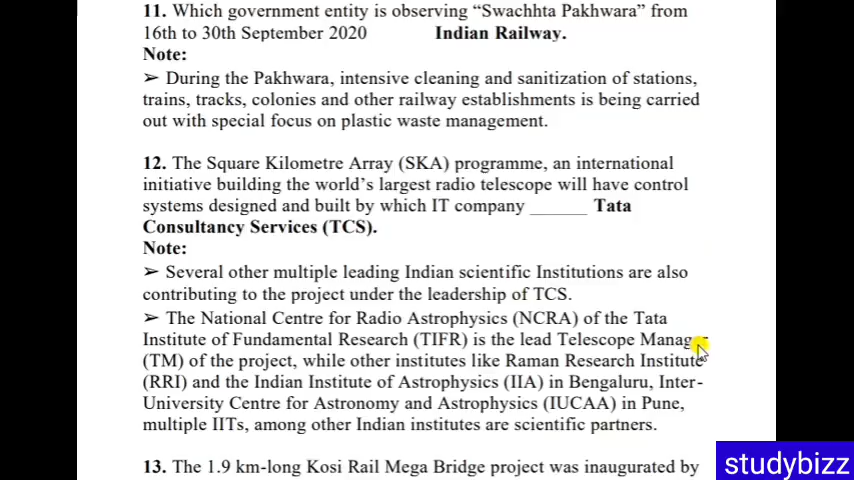 11. Which government entity is observing “Swachhta Pakhwara” from
16th to 30th September 2020 Indian Railway.
Note:
➢ During the Pakhwara, intensive cleaning and sanitization of stations,
trains, tracks, colonies and other railway establishments is being carried
out with special focus on plastic waste management.
12. The Square Kilometre Array (SKA) programme, an international
initiative building the world’s largest radio telescope will have control
systems designed and built by which IT company ______ Tata
Consultancy Services (TCS).
Note:
➢ Several other multiple leading Indian scientific Institutions are also
contributing to the project under the leadership of TCS.
➢ The National Centre for Radio Astrophysics (NCRA) of the Tata
Institute of Fundamental Research (TIFR) is the lead Telescope Manager
(TM) of the project, while other institutes like Raman Research Institute
(RRI) and the Indian Institute of Astrophysics (IIA) in Bengaluru, Inter-
University Centre for Astronomy and Astrophysics (IUCAA) in Pune,
multiple IITs, among other Indian institutes are scientific partners.
13. The 1.9 km-long Kosi Rail Mega Bridge project was inaugurated by
studybizz